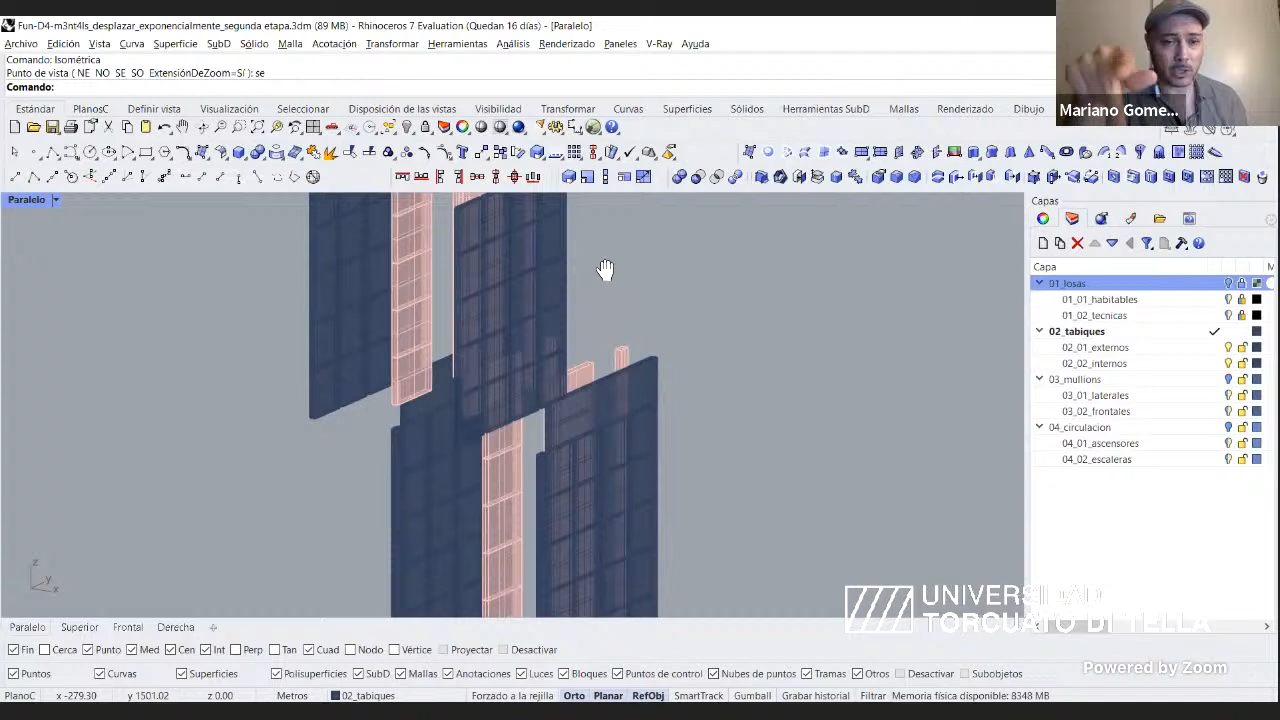 Fun-D4-m3nt4ls_desplazar_exponencialmente_segunda etapa.3dm (89 MB) - Rhinoceros 7 Evaluation (Quedan 16 días) - [Paralelo]
Archivo Edición Vista Curva Superficie SubD Sólido Malla Acotación Transformar Herramientas Análisis Renderizado Paneles V-Ray Ayuda
Comando: Isométrica
Punto de vista ( NE NO SE SO ExtensiónDeZoom=Sí ): se
Comando:
Estándar PlanosC Definir vista Visualización Seleccionar Disposición de las vistas Visibilidad Transformar Curvas Superficies Sólidos Herramientas SubD Mallas Renderizado Dibujo
Mariano Gome...
Paralelo
Capas
Capa M
01_losas
01_01_habitables
01_02_tecnicas
02_tabiques
02_01_externos
02_02_internos
03_mullions
03_01_laterales
03_02_frontales
04_circulacion
04_01_ascensores
04_02_escaleras
z
y
x
UNIVERSIDAD
TORCUATO DI TELLA
Paralelo Superior Frontal Derecha
Fin Cerca Punto Med Cen Int Perp Tan Cuad Nodo Vértice Proyectar Desactivar
Powered by Zoom
Puntos Curvas Superficies Polisuperficies SubD Mallas Anotaciones Luces Bloques Puntos de control Nubes de puntos Tramas Otros Desactivar Subobjetos
PlanoC x -279.30 y 1501.02 z 0.00 Metros 02_tabiques Forzado a la rejilla Orto Planar RefObj SmartTrack Gumball Grabar historial Filtrar Memoria física disponible: 8348 MB